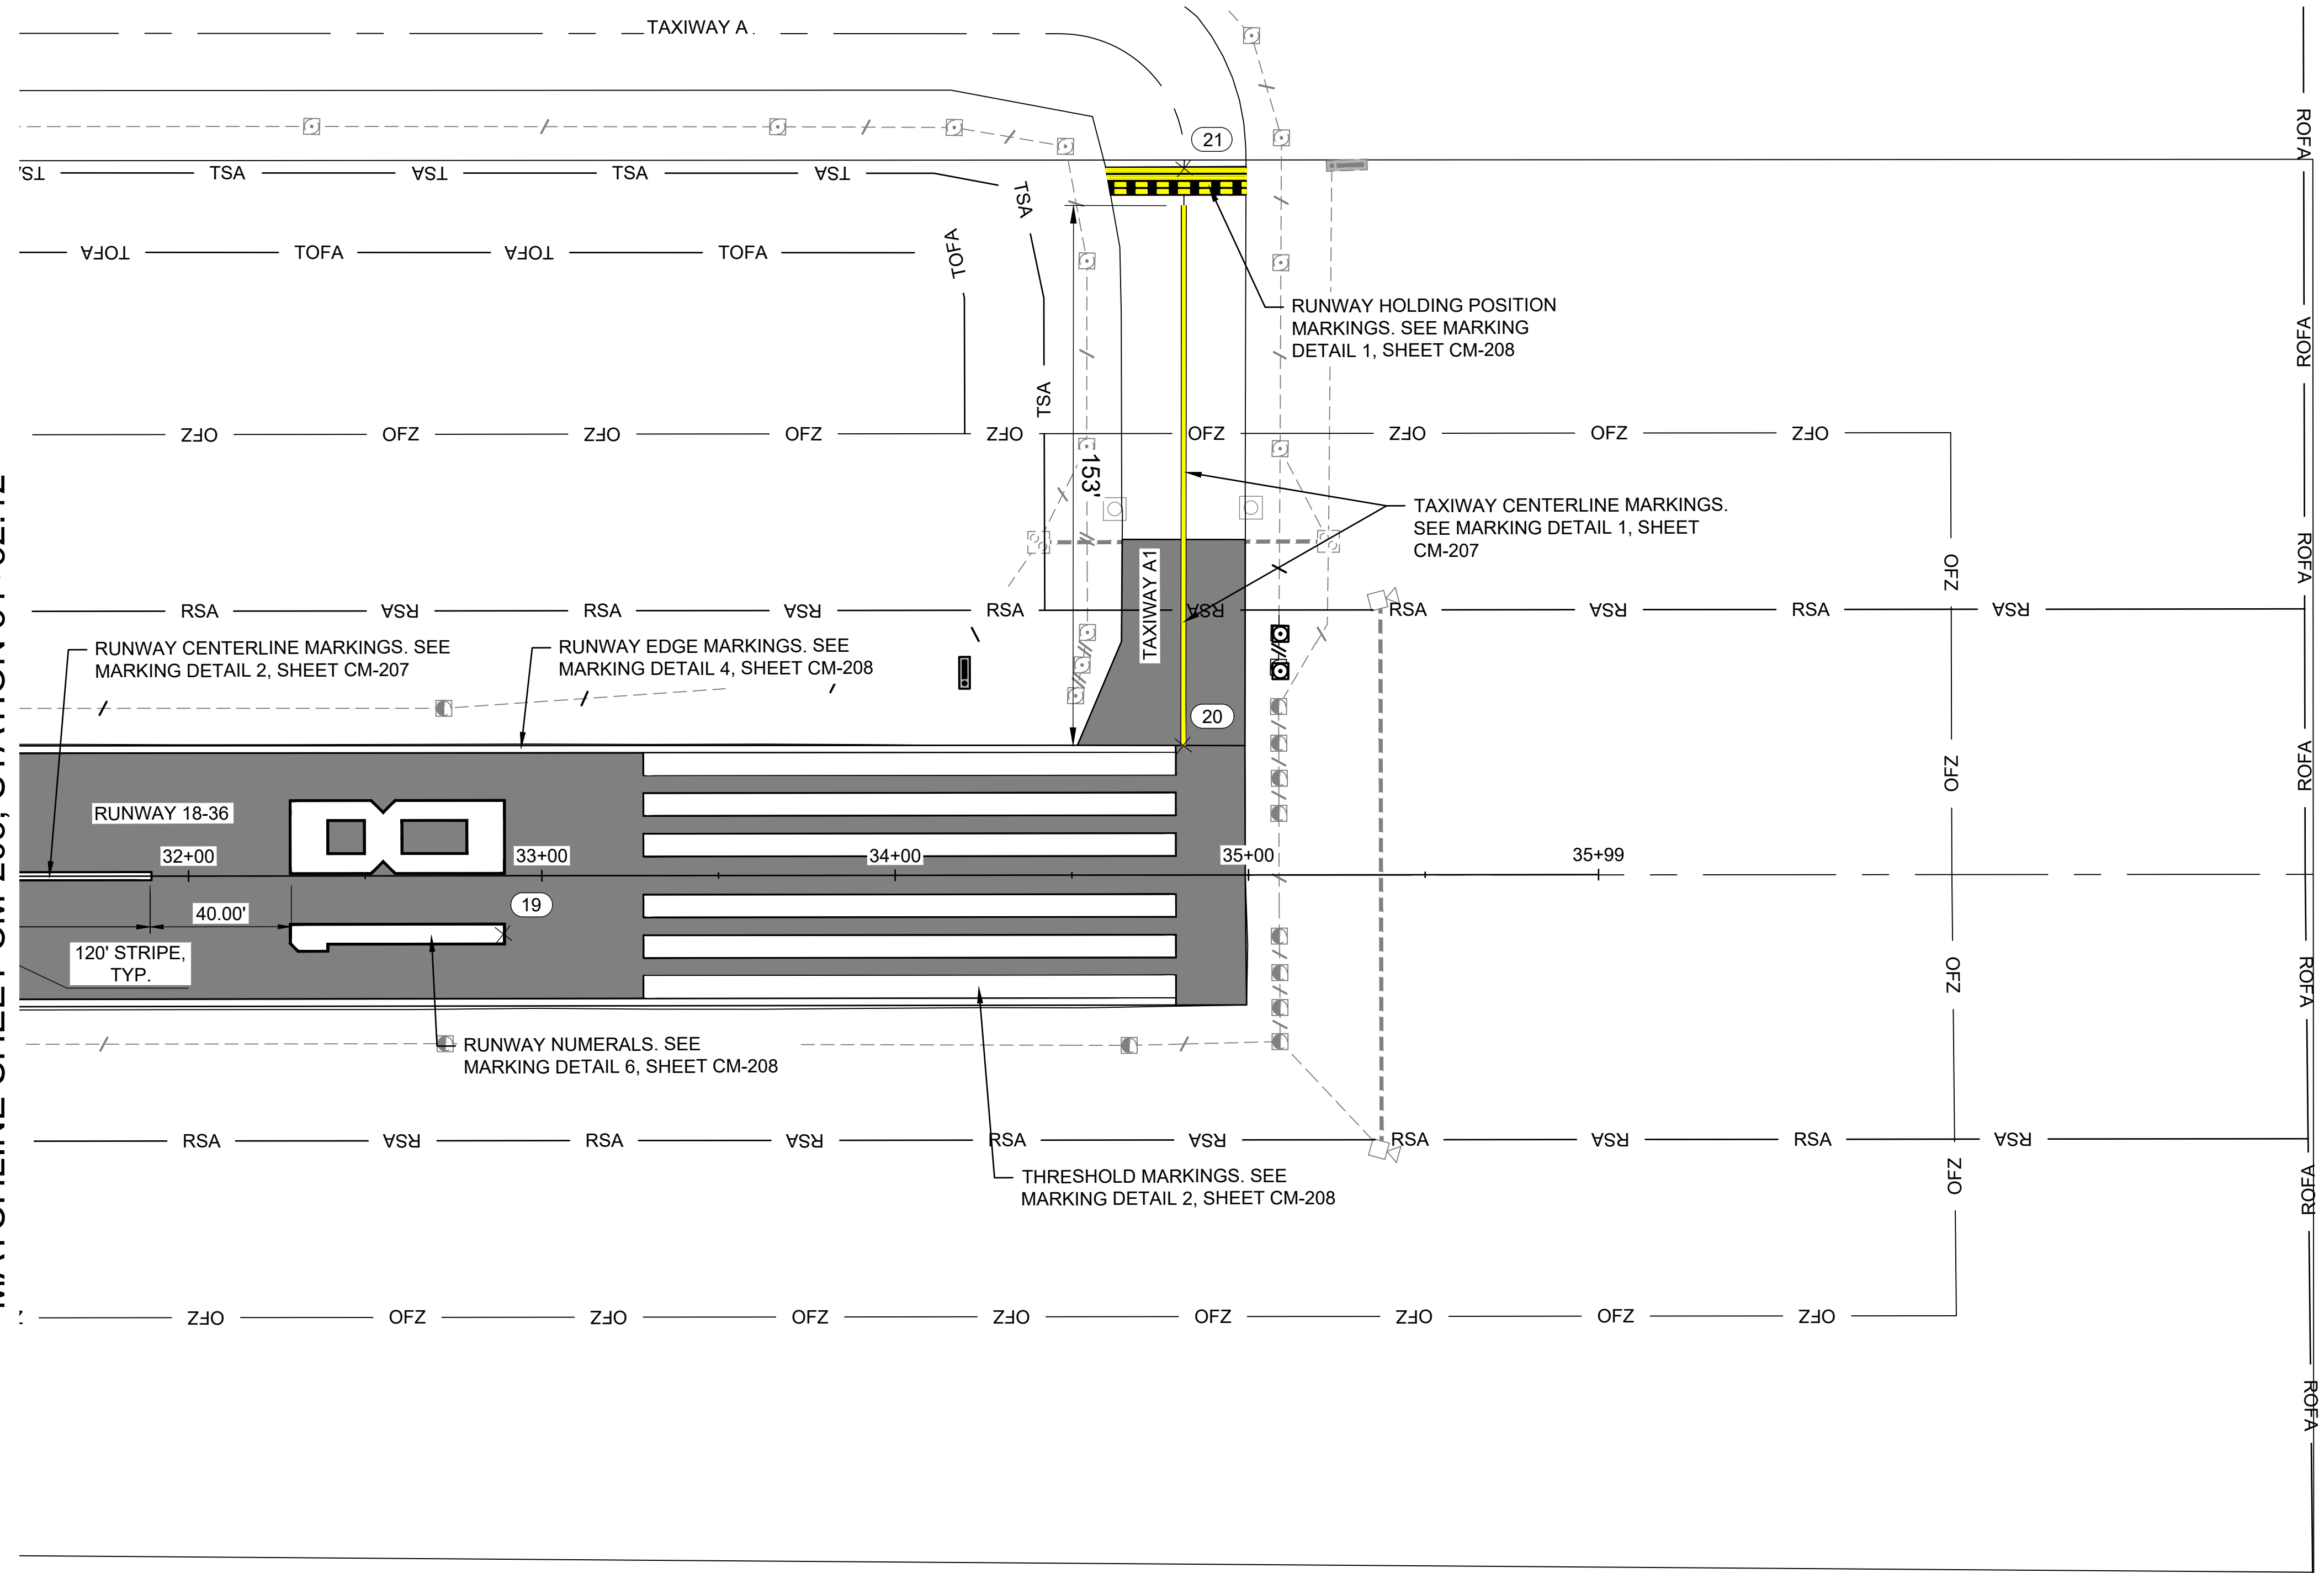 TAXIWAY A
21
ROFA
TSA
TSA
TSA
TSA
TSA
TOFA
TOFA
TOFA
TOFA
TOFA
RUNWAY HOLDING POSITION
MARKINGS. SEE MARKING
DETAIL 1, SHEET CM-208
ROFA
TSA
OFZ
OFZ
OFZ
OFZ
OFZ
OFZ
OFZ
OFZ
OFZ
153'
TAXIWAY CENTERLINE MARKINGS.
SEE MARKING DETAIL 1, SHEET
CM-207
ROFA
OFZ
TAXIWAY A1
RSA
RSA
RSA
RSA
RSA
RSA
RSA
RSA
RSA
RSA
RUNWAY CENTERLINE MARKINGS. SEE
MARKING DETAIL 2, SHEET CM-207
RUNWAY EDGE MARKINGS. SEE
MARKING DETAIL 4, SHEET CM-208
20
OFZ
ROFA
RUNWAY 18-36
32+00
33+00
34+00
35+00
35+99
18
19
40.00'
120' STRIPE,
TYP.
OFZ
ROFA
RUNWAY NUMERALS. SEE
MARKING DETAIL 6, SHEET CM-208
RSA
RSA
RSA
RSA
RSA
RSA
RSA
RSA
RSA
RSA
THRESHOLD MARKINGS. SEE
MARKING DETAIL 2, SHEET CM-208
OFZ
ROFA
OFZ
OFZ
OFZ
OFZ
OFZ
OFZ
OFZ
OFZ
OFZ
ROFA